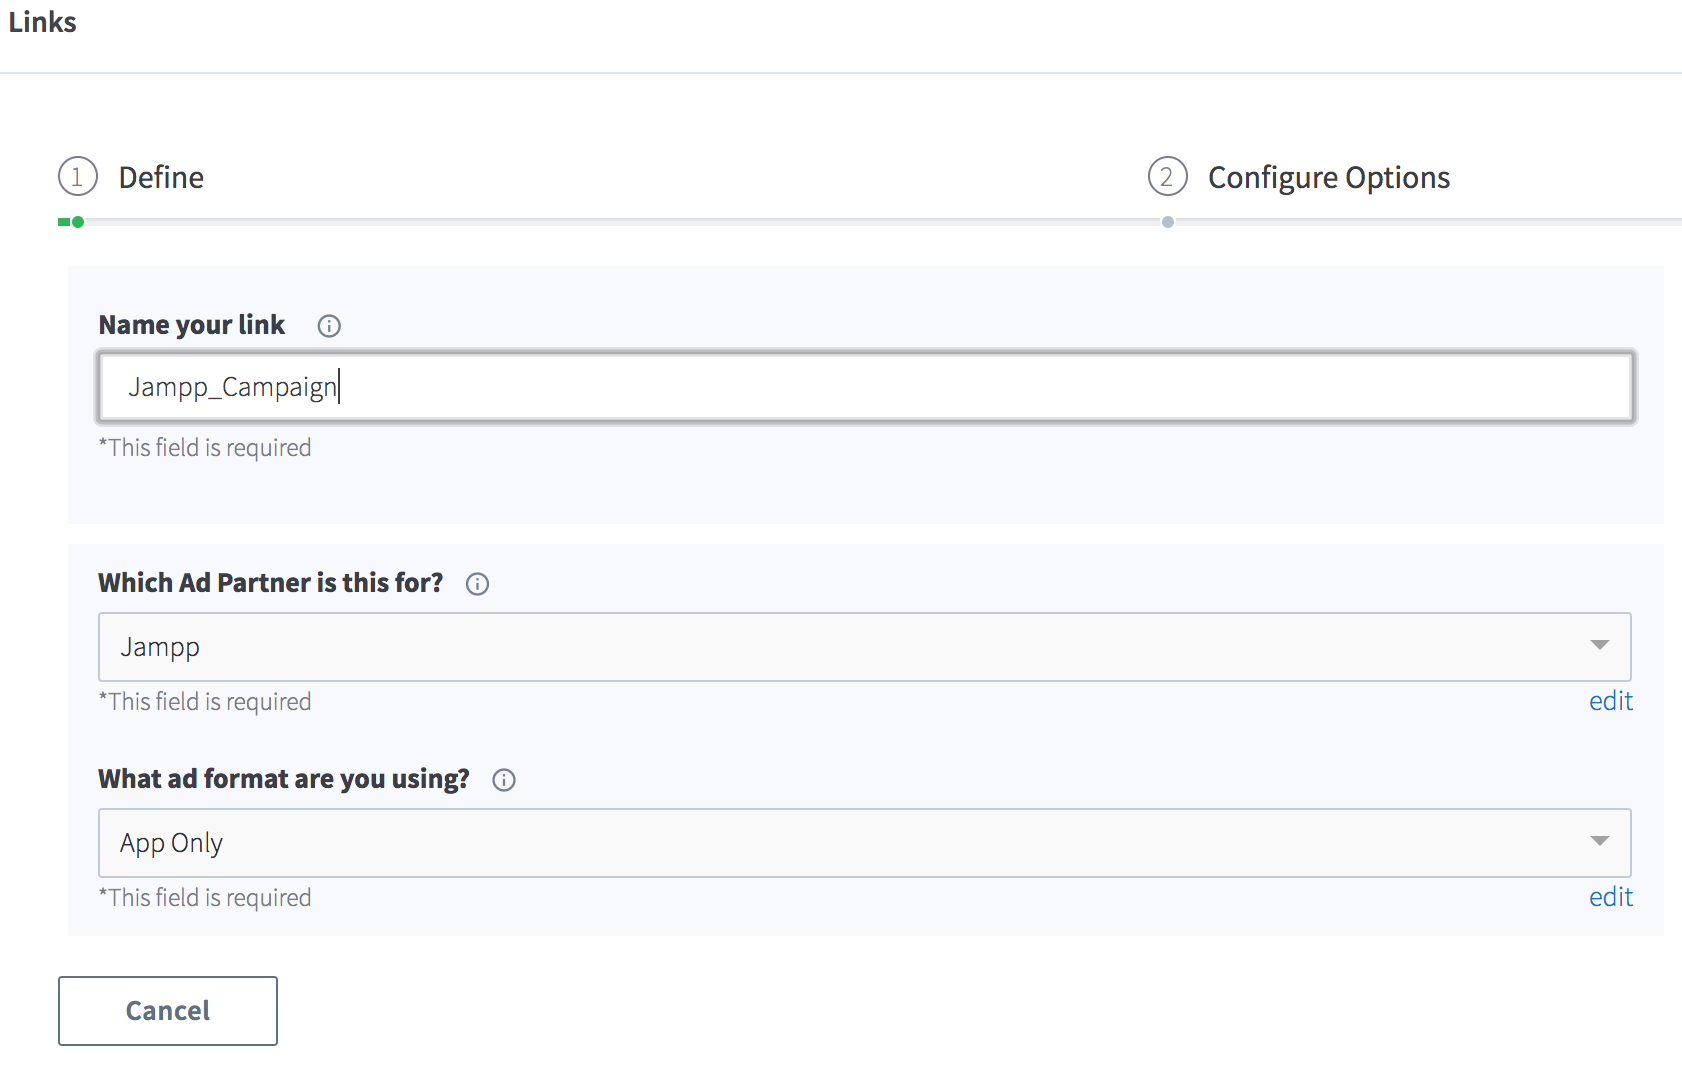 Links
1 Define
2 Configure Options
Name your link
Jampp_Campaign
*This field is required
Which Ad Partner is this for?
Jampp
*This field is required
edit
What ad format are you using?
App Only
*This field is required
edit
Cancel